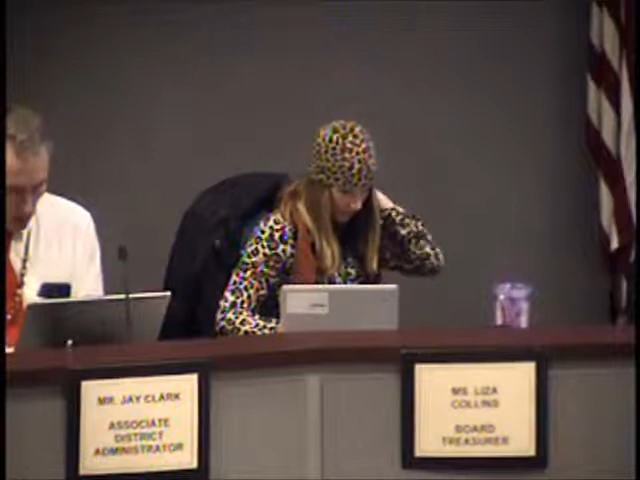 MR. JAY CLARK
ASSOCIATE
DISTRICT
ADMINISTRATOR
MS. LIZA
COLLINS
BOARD
TREASURER